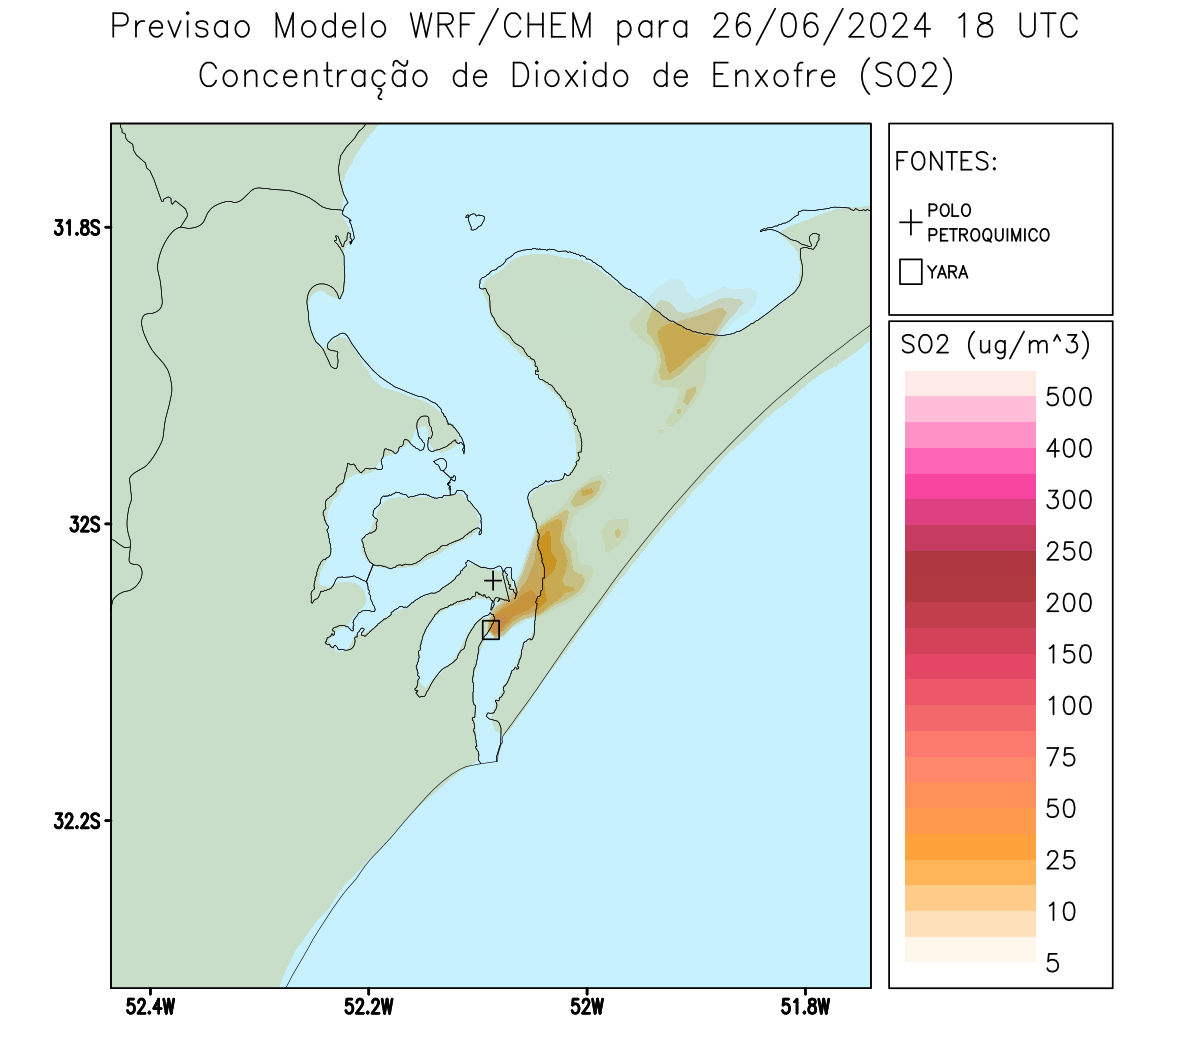 Previsao Modelo WRF/CHEM para 26/06/2024 18 UTC
Concentração de Dioxido de Enxofre (SO2)
FONTES:
POLO
PETROQUIMICO
YARA
SO2 (ug/m^3)
500
400
300
250
200
150
100
75
50
25
10
5
31.8S
32S
32.2S
52.4W
52.2W
52W
51.8W